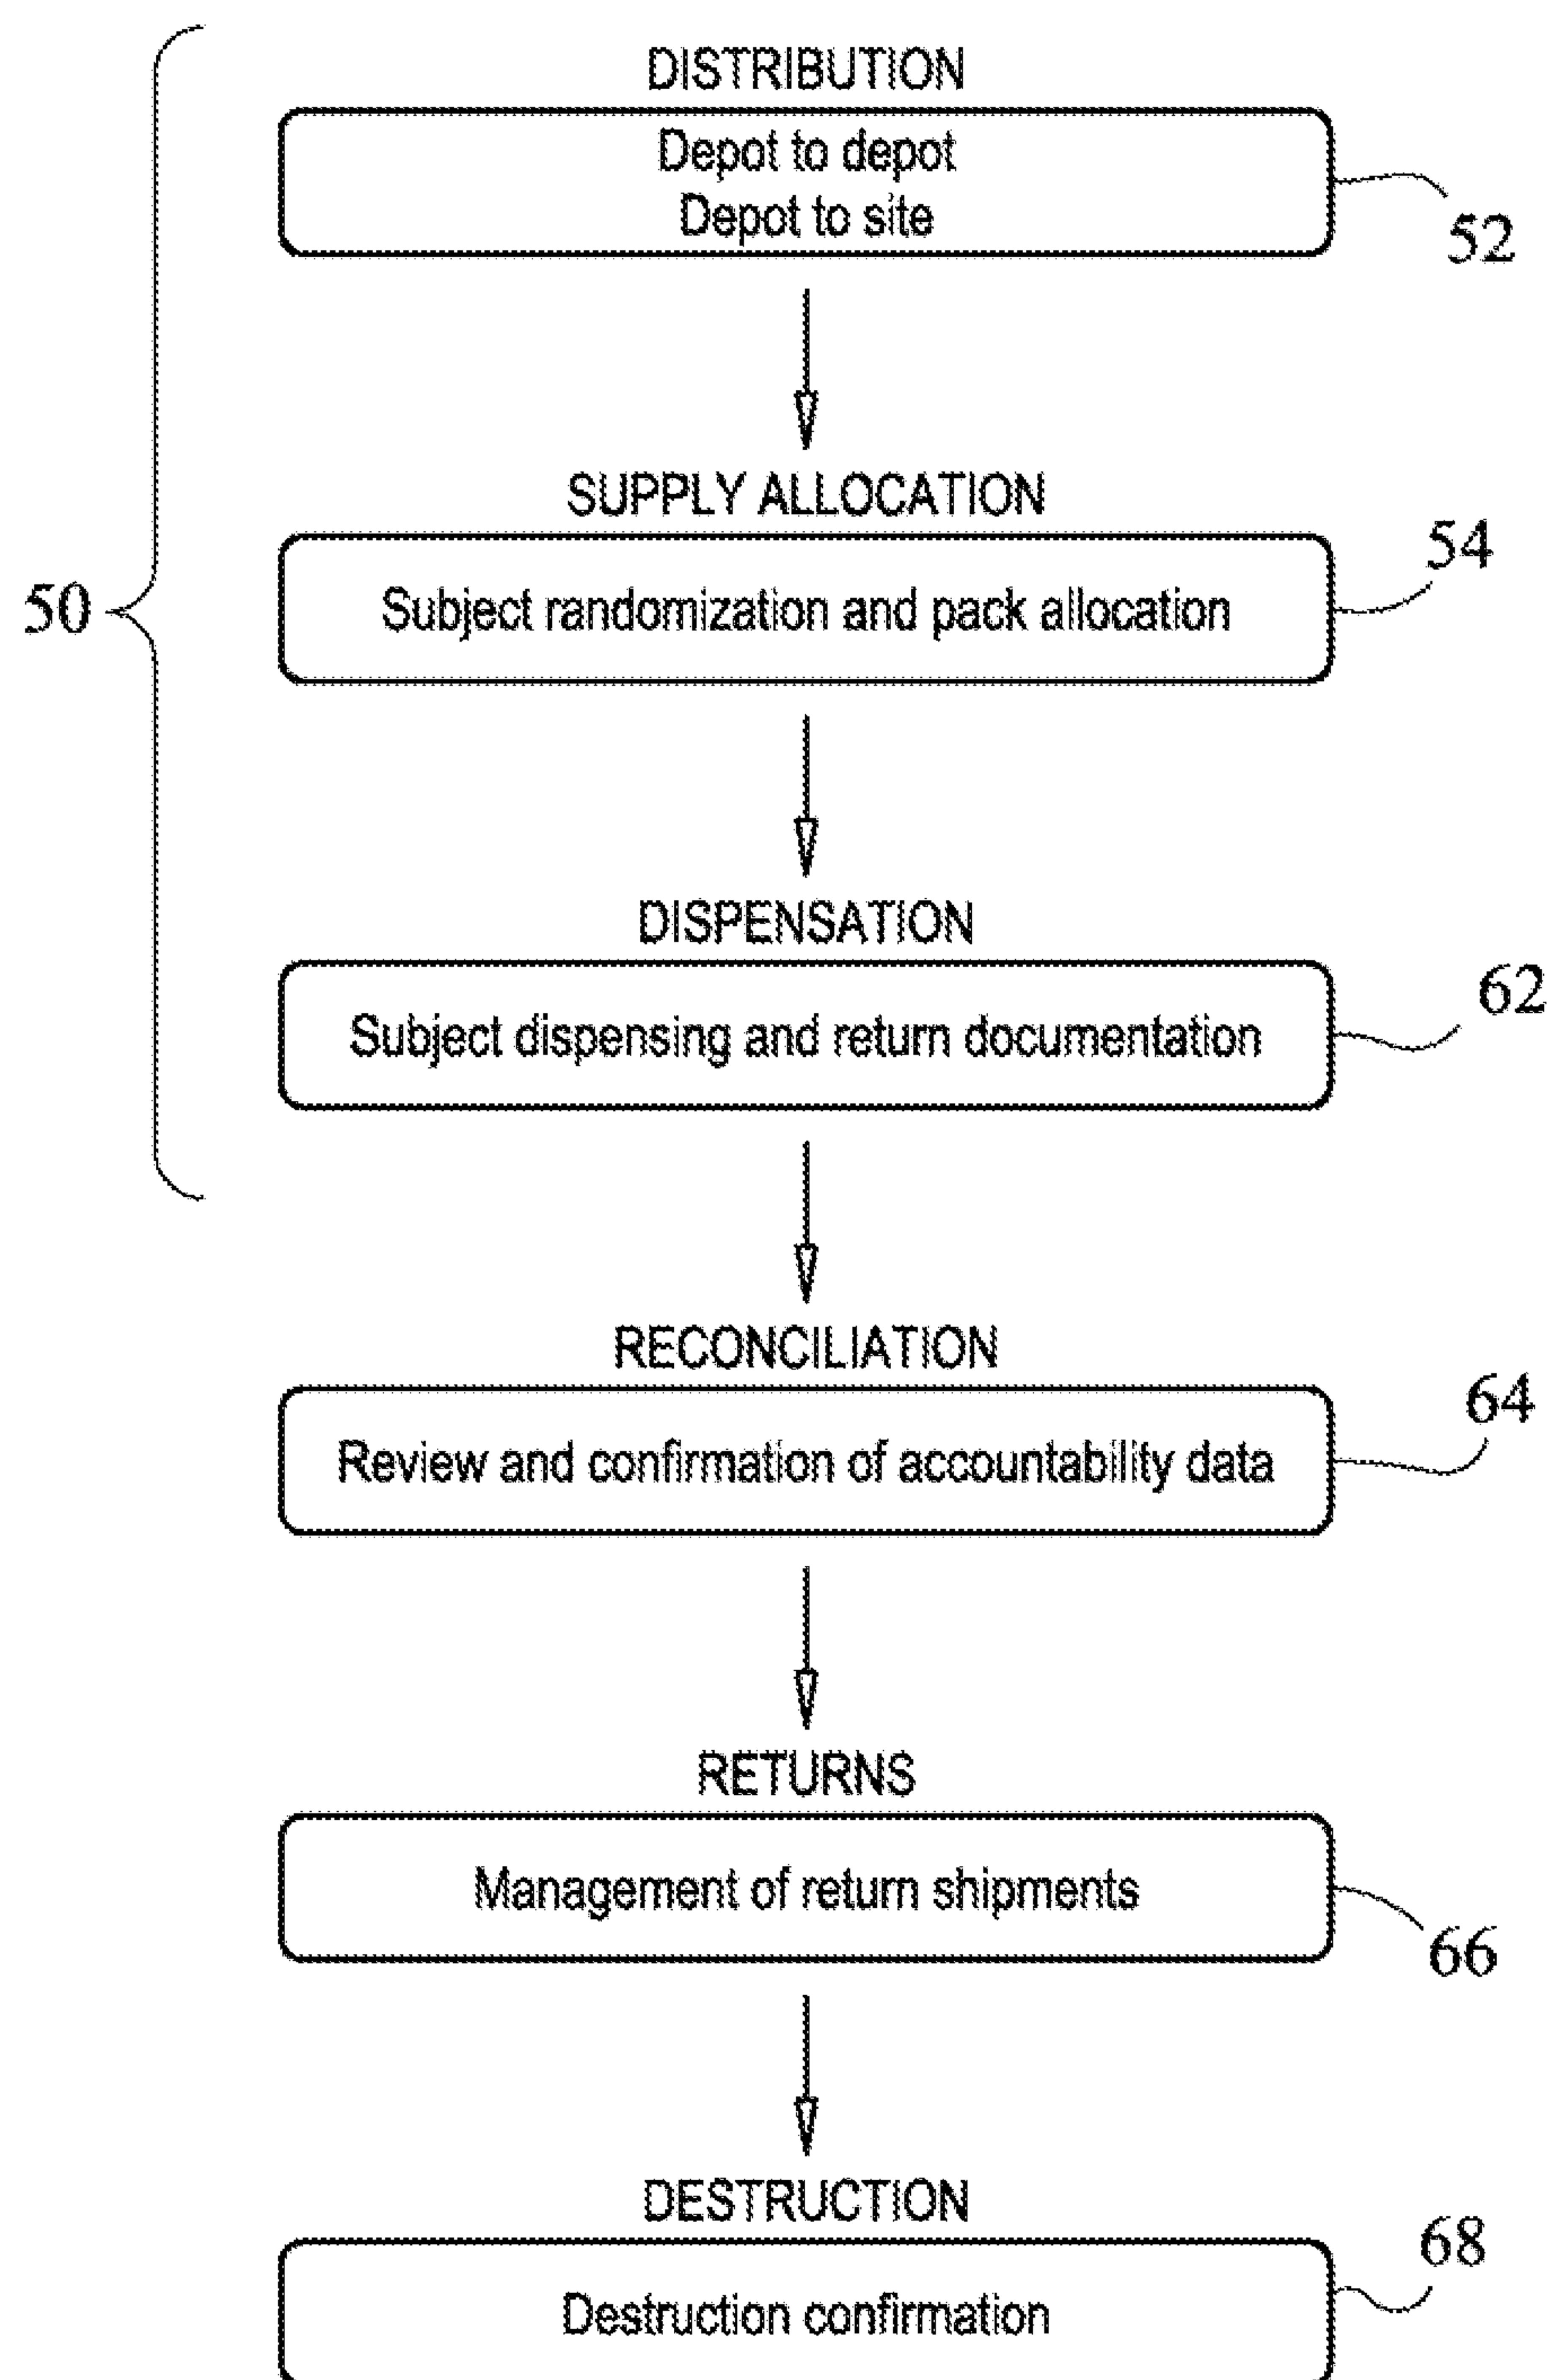 DISTRIBUTION
Depot to depot
Depot to site
52
SUPPLY ALLOCATION
54
Subject randomization and pack allocation
50
DISPENSATION
62
Subject dispensing and return documentation
RECONCILIATION
64
Review and confirmation of accountability data
RETURNS
Management of return shipments
66
DESTRUCTION
68
Destruction confirmation